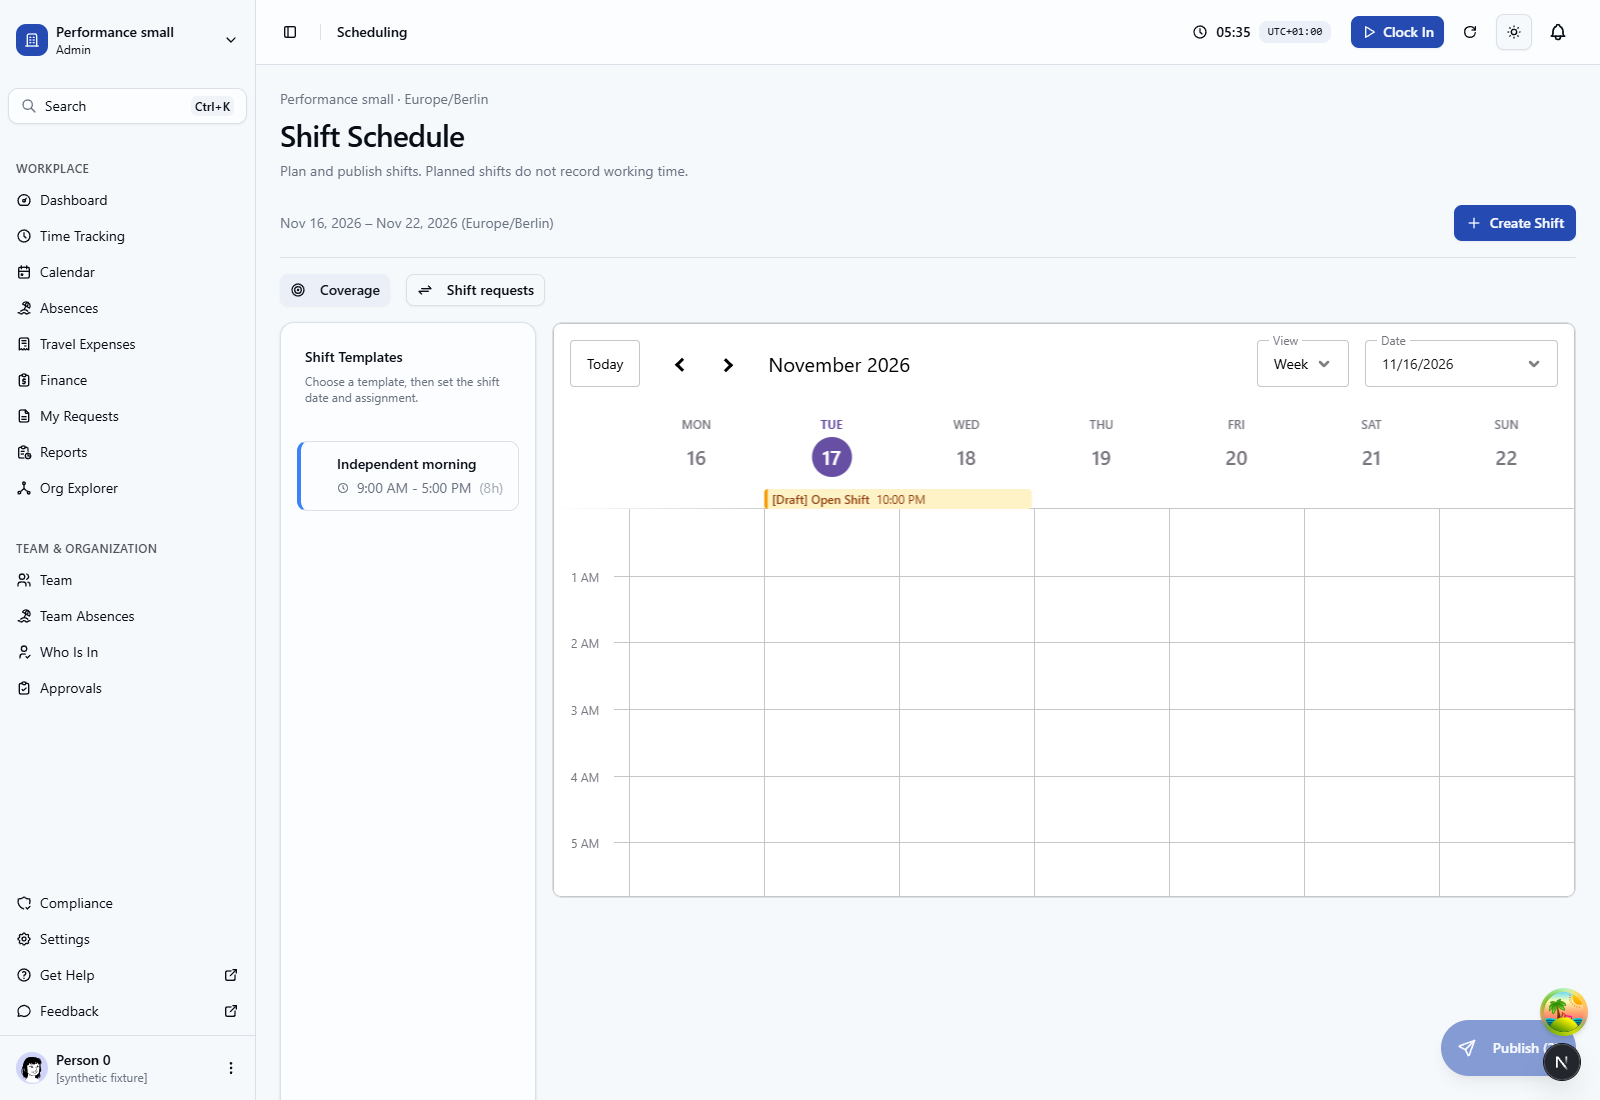 Performance small
Admin
Search
Ctrl+K
WORKPLACE
Dashboard
Time Tracking
Calendar
Absences
Travel Expenses
Finance
My Requests
Reports
Org Explorer
TEAM & ORGANIZATION
Team
Team Absences
Who Is In
Approvals
Compliance
Settings
Get Help
Feedback
Person 0
[synthetic fixture]
Scheduling
05:35
UTC+01:00
Clock In
Performance small · Europe/Berlin
Shift Schedule
Plan and publish shifts. Planned shifts do not record working time.
Nov 16, 2026 – Nov 22, 2026 (Europe/Berlin)
Create Shift
Coverage
Shift requests
Shift Templates
Choose a template, then set the shift
date and assignment.
Independent morning
9:00 AM - 5:00 PM (8h)
Today
November 2026
View
Week
Date
11/16/2026
MON
16
TUE
17
WED
18
THU
19
FRI
20
SAT
21
SUN
22
[Draft] Open Shift 10:00 PM
1 AM
2 AM
3 AM
4 AM
5 AM
Publish
N